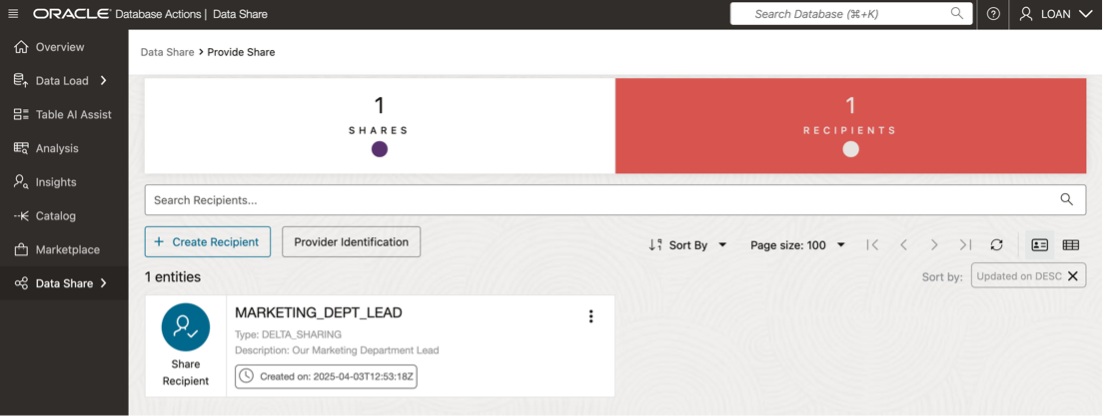 ORACLE Database Actions | Data Share
Search Database (⌘+K)
LOAN
Overview
Data Load
Table AI Assist
Analysis
Insights
Catalog
Marketplace
Data Share
Data Share > Provide Share
1
SHARES
1
RECIPIENTS
Search Recipients...
+ Create Recipient
Provider Identification
Sort By
Page size: 100
1 entities
Sort by: Updated on DESC
Share
Recipient
MARKETING_DEPT_LEAD
Type: DELTA_SHARING
Description: Our Marketing Department Lead
Created on: 2025-04-03T12:53:18Z